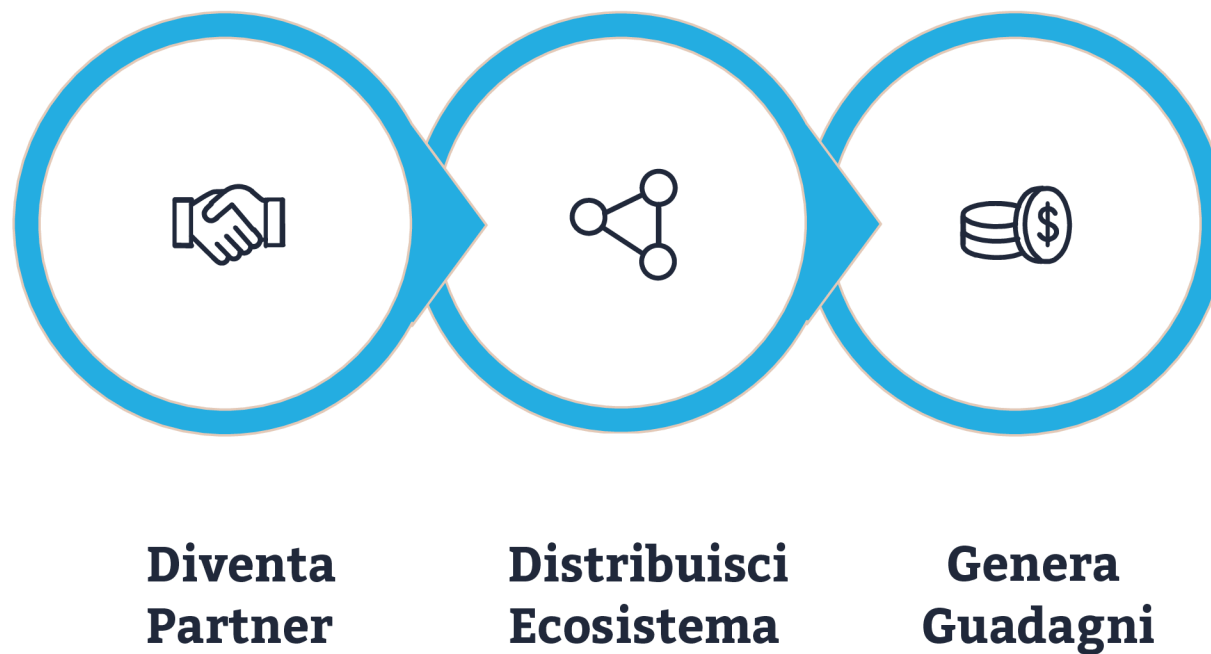 Diventa
Partner
Distribuisci
Ecosistema
Genera
Guadagni
$